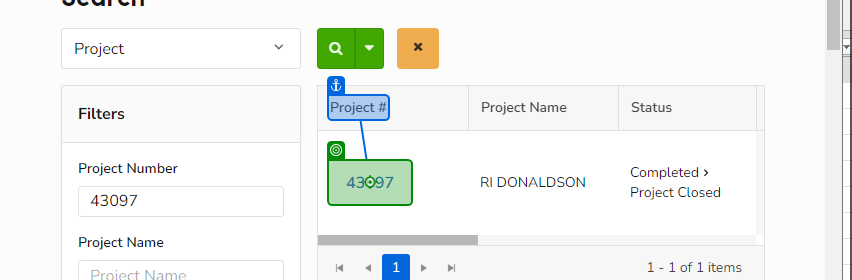 Search
Project
Filters
Project Number
43097
Project Name
Project Name
Project # Project Name Status
43097 RI DONALDSON Completed >
Project Closed
1 1 - 1 of 1 items